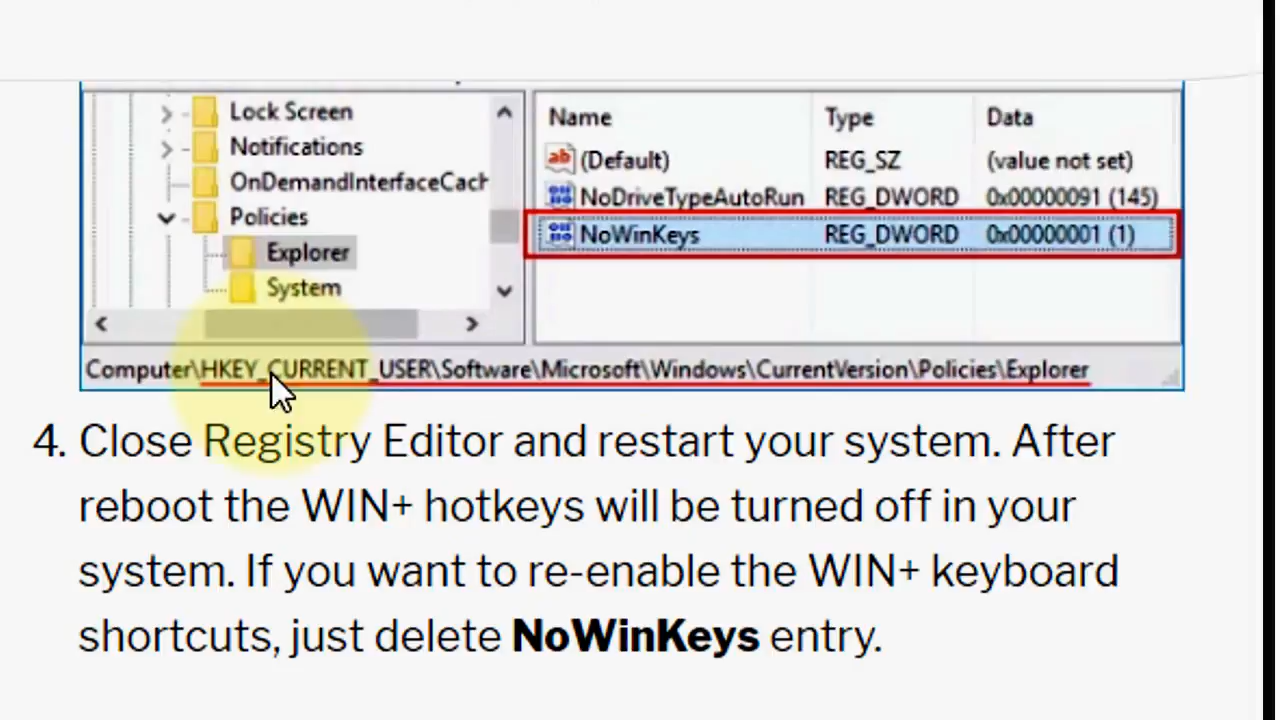 Lock Screen
Notifications
OnDemandInterfaceCach
Policies
Explorer
System
Name Type Data
ab (Default) REG_SZ (value not set)
NoDriveTypeAutoRun REG_DWORD 0x00000091 (145)
NoWinKeys REG_DWORD 0x00000001 (1)
Computer\HKEY_CURRENT_USER\Software\Microsoft\Windows\CurrentVersion\Policies\Explorer
4. Close Registry Editor and restart your system. After
reboot the WIN+ hotkeys will be turned off in your
system. If you want to re-enable the WIN+ keyboard
shortcuts, just delete NoWinKeys entry.